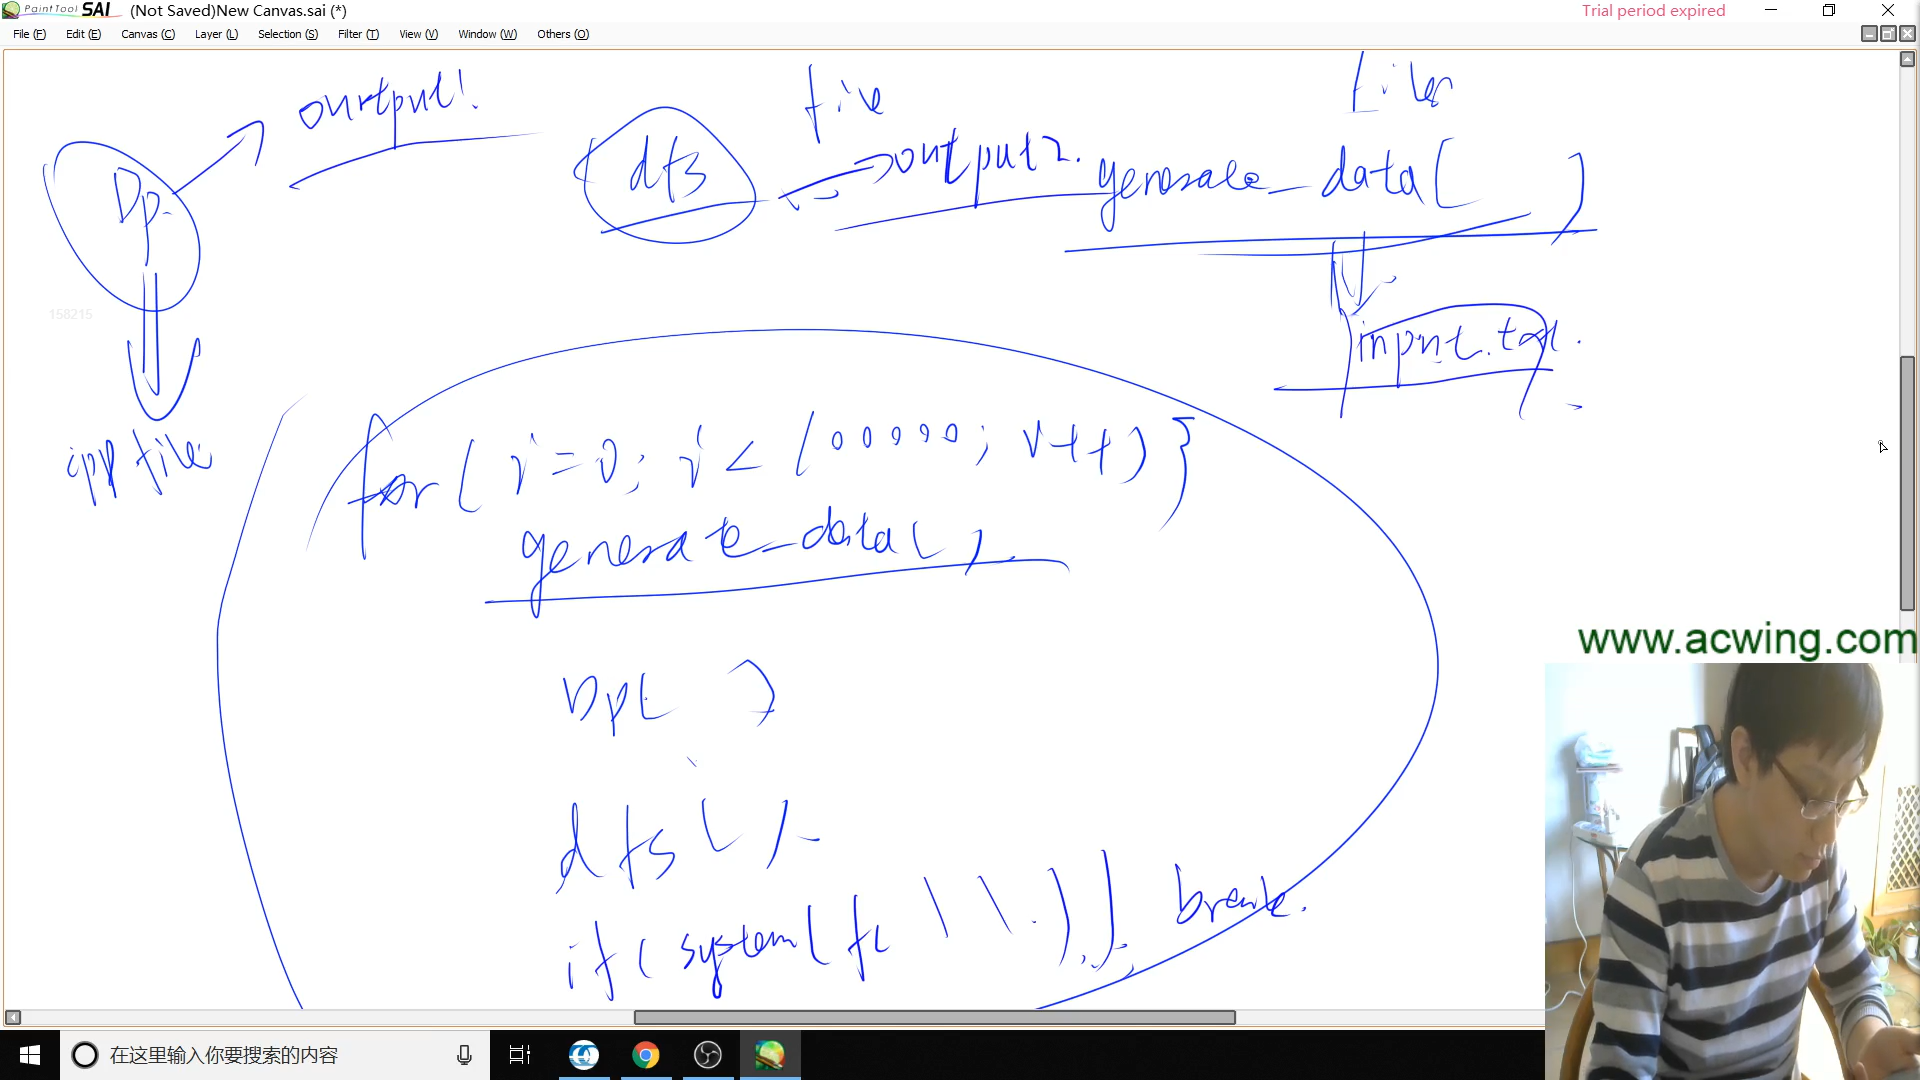 PaintTool SAI (Not Saved)New Canvas.sai (*)
Trial period expired
File (F) Edit (E) Canvas (C) Layer (L) Selection (S) Filter (T) View (V) Window (W) Others (O)
output1
file
dfs
output2.
generate_data( )
Dp.
158215
input.txt.
cpp file
for( i=0; i< 100000; i++){
generate_data( )
Dp( )
dfs( ).
if( system( fc \ \ . ) ) ; break.
www.acwing.com
在这里输入你要搜索的内容